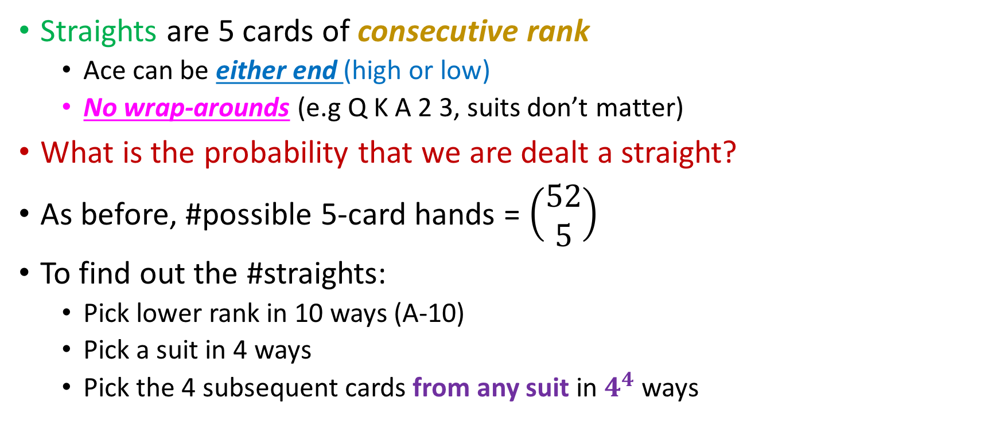 • Straights are 5 cards of consecutive rank
• Ace can be either end (high or low)
• No wrap-arounds (e.g Q K A 2 3, suits don’t matter)
• What is the probability that we are dealt a straight?
• As before, #possible 5-card hands = \binom{52}{5}
• To find out the #straights:
• Pick lower rank in 10 ways (A-10)
• Pick a suit in 4 ways
• Pick the 4 subsequent cards from any suit in 4⁴ ways